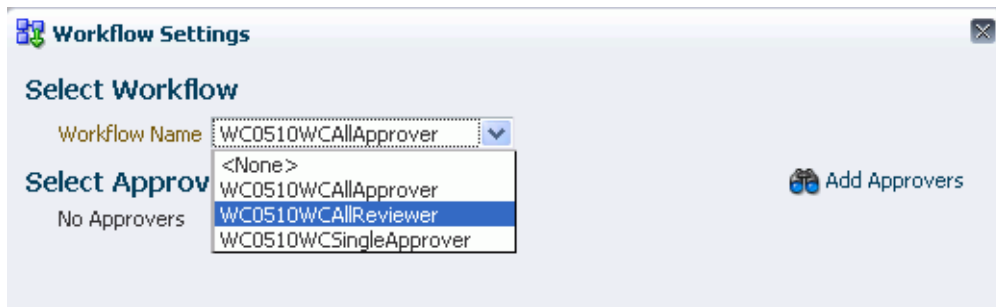 Workflow Settings
Select Workflow
Workflow Name WC0510WCAllApprover
<None>
Select Approv WC0510WCAllApprover Add Approvers
No Approvers WC0510WCAllReviewer
WC0510WCSingleApprover